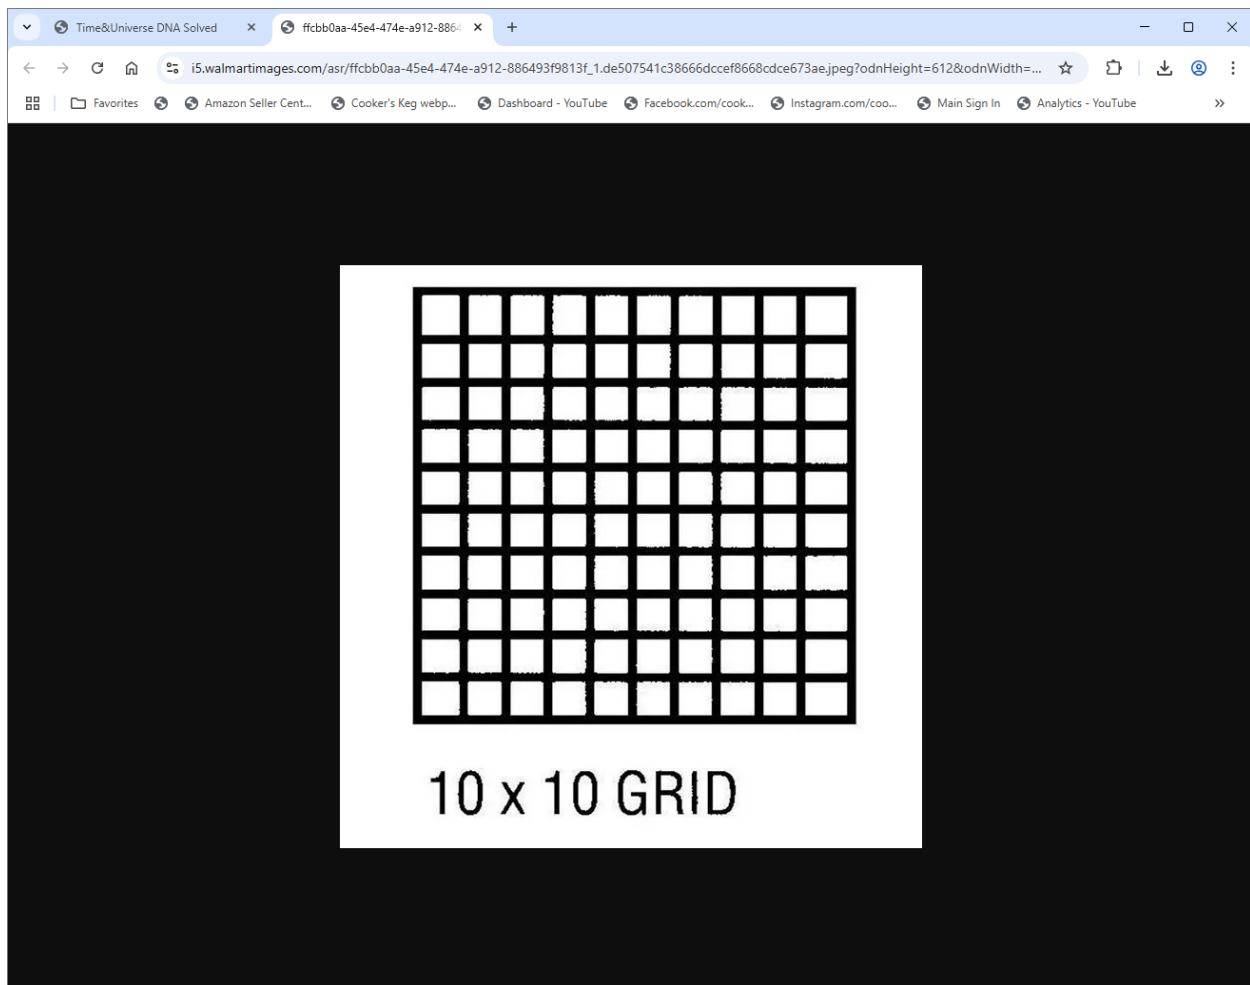 Time&Universe DNA Solved
ffcbb0aa-45e4-474e-a912-8864
i5.walmartimages.com/asr/ffcbb0aa-45e4-474e-a912-886493f9813f_1.de507541c38666dccef8668cdce673ae.jpeg?odnHeight=612&odnWidth=...
Favorites
Amazon Seller Cent...
Cooker's Keg webp...
Dashboard - YouTube
Facebook.com/cook...
Instagram.com/coo...
Main Sign In
Analytics - YouTube
10 x 10 GRID